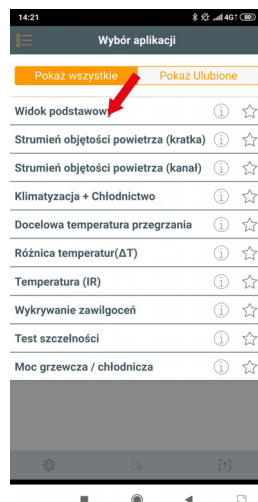 14:21
4G 80
Wybór aplikacji
Pokaż wszystkie Pokaż Ulubione
Widok podstawowy
Strumień objętości powietrza (kratka)
Strumień objętości powietrza (kanał)
Klimatyzacja + Chłodnictwo
Docelowa temperatura przegrzania
Różnica temperatur(ΔT)
Temperatura (IR)
Wykrywanie zawilgoceń
Test szczelności
Moc grzewcza / chłodnicza